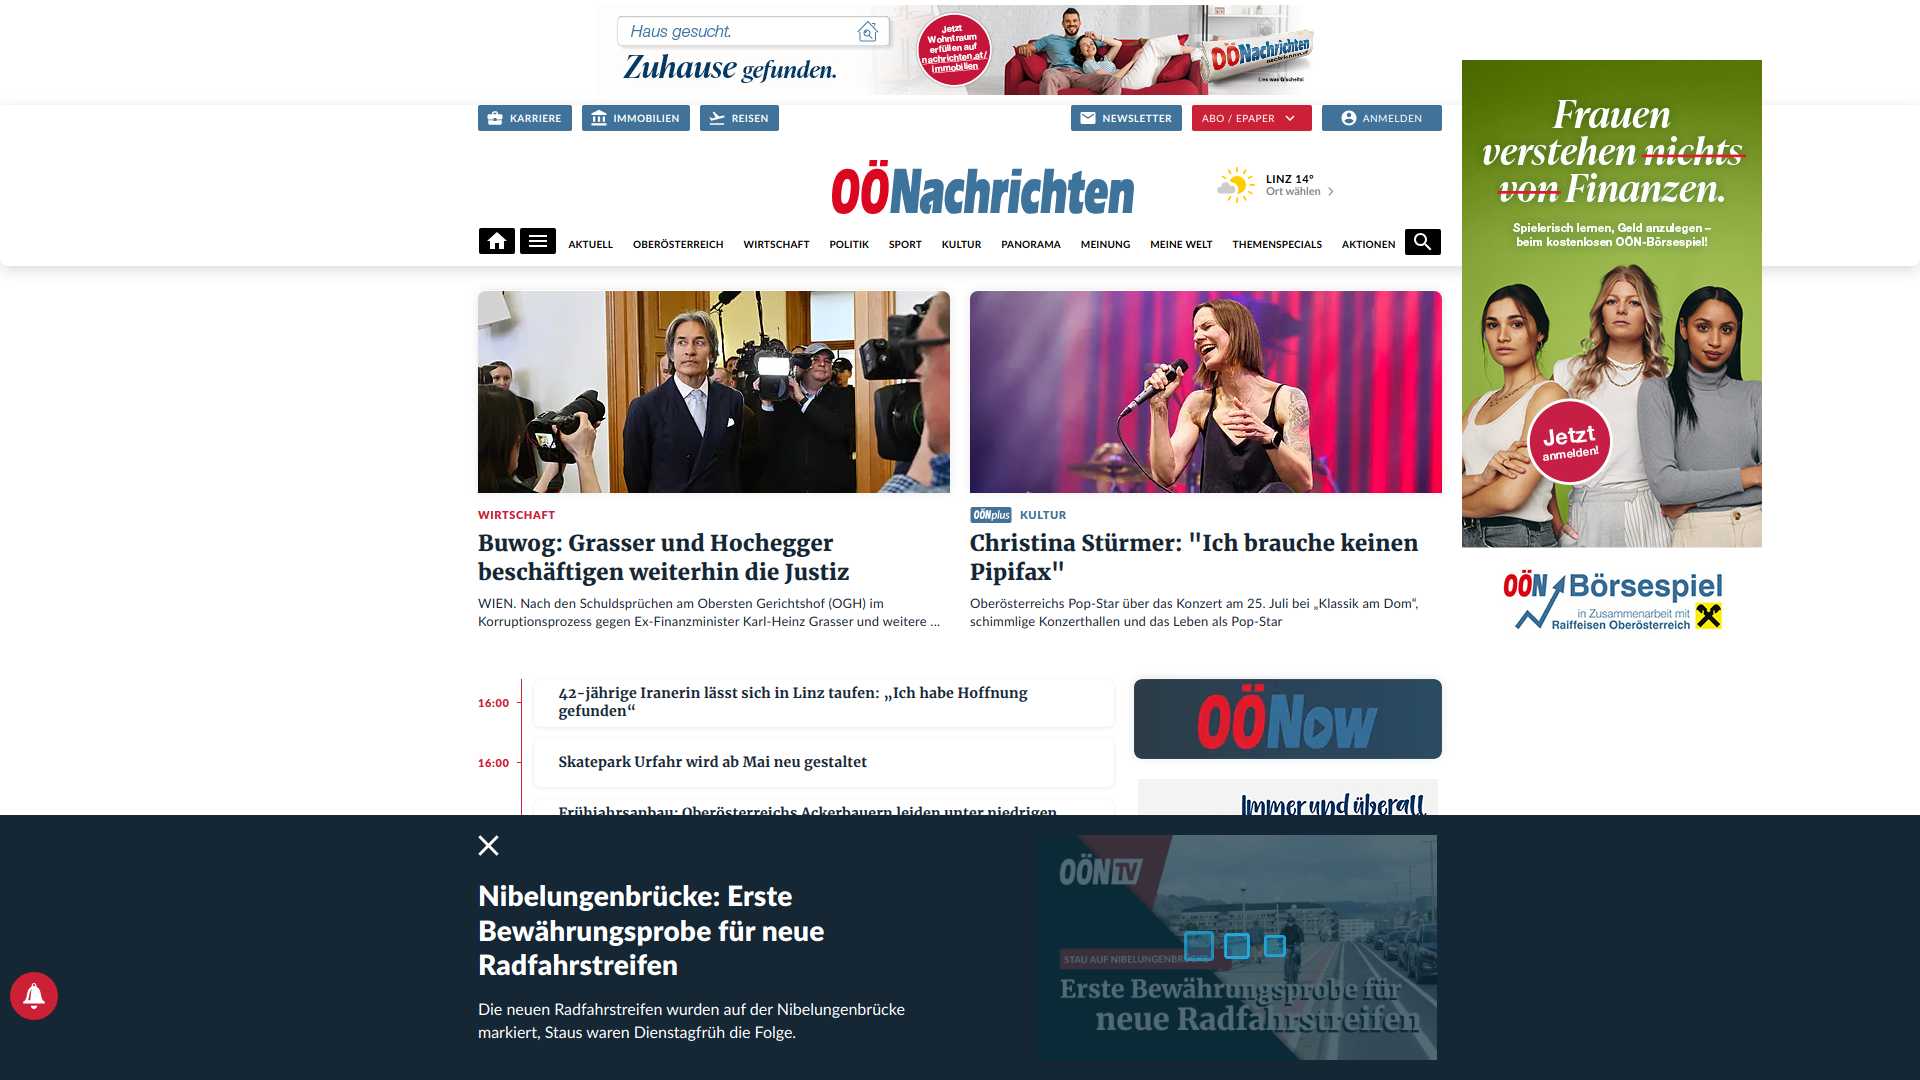 Haus gesucht.
Zuhause gefunden.
Jetzt
Wohntraum
erfüllen auf
nachrichten.at/
immobilien
OÖNachrichten
Lies was G'scheits!
KARRIERE
IMMOBILIEN
REISEN
NEWSLETTER
ABO / EPAPER
ANMELDEN
OÖNachrichten
LINZ 14°
Ort wählen
AKTUELL
OBERÖSTERREICH
WIRTSCHAFT
POLITIK
SPORT
KULTUR
PANORAMA
MEINUNG
MEINE WELT
THEMENSPECIALS
AKTIONEN
Frauen
verstehen nichts
von Finanzen.
Spielerisch lernen, Geld anzulegen –
beim kostenlosen OÖN-Börsespiel!
Jetzt
anmelden!
OÖN Börsespiel
in Zusammenarbeit mit
Raiffeisen Oberösterreich
WIRTSCHAFT
Buwog: Grasser und Hochegger
beschäftigen weiterhin die Justiz
WIEN. Nach den Schuldsprüchen am Obersten Gerichtshof (OGH) im
Korruptionsprozess gegen Ex-Finanzminister Karl-Heinz Grasser und weitere ...
OÖNplus KULTUR
Christina Stürmer: "Ich brauche keinen
Pipifax"
Oberösterreichs Pop-Star über das Konzert am 25. Juli bei „Klassik am Dom“,
schimmlige Konzerthallen und das Leben als Pop-Star
16:00
42-jährige Iranerin lässt sich in Linz taufen: „Ich habe Hoffnung
gefunden“
16:00
Skatepark Urfahr wird ab Mai neu gestaltet
Frühjahrsanbau: Oberösterreichs Ackerbauern leiden unter niedrigen
OÖNow
Immer und überall
Nibelungenbrücke: Erste
Bewährungsprobe für neue
Radfahrstreifen
Die neuen Radfahrstreifen wurden auf der Nibelungenbrücke
markiert, Staus waren Dienstagfrüh die Folge.
OÖN TV
STAU AUF
Erste Bewährungsprobe für
neue Radfahrstreifen